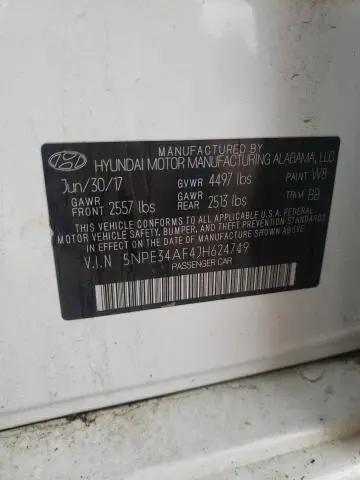 MANUFACTURED BY
HYUNDAI MOTOR MANUFACTURING ALABAMA, LLC.
Jun/30/17 GVWR 4497 lbs PAINT W8
GAWR FRONT 2557 lbs GAWR REAR 2513 lbs TRIM BB
THIS VEHICLE CONFORMS TO ALL APPLICABLE U.S.A. FEDERAL
MOTOR VEHICLE SAFETY, BUMPER, AND THEFT PREVENTION STANDARDS
IN EFFECT ON THE DATE OF MANUFACTURE SHOWN ABOVE.
V.I.N 5NPE34AF4JH624749
PASSENGER CAR